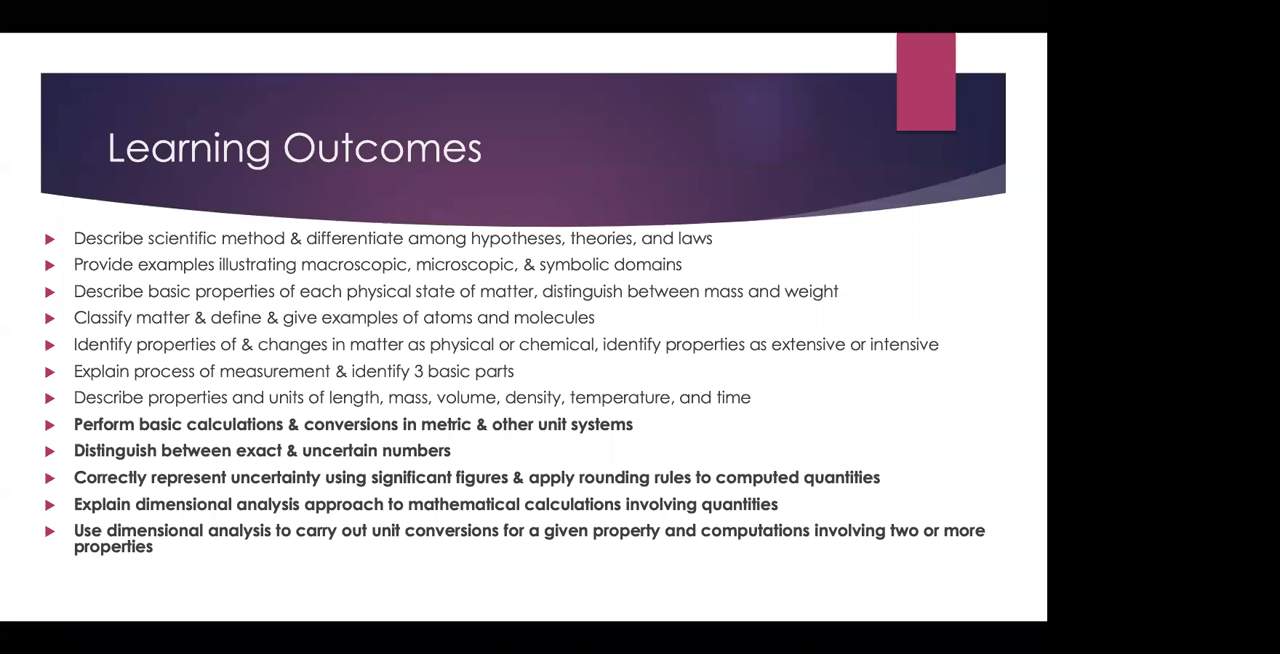 Learning Outcomes
Describe scientific method & differentiate among hypotheses, theories, and laws
Provide examples illustrating macroscopic, microscopic, & symbolic domains
Describe basic properties of each physical state of matter, distinguish between mass and weight
Classify matter & define & give examples of atoms and molecules
Identify properties of & changes in matter as physical or chemical, identify properties as extensive or intensive
Explain process of measurement & identify 3 basic parts
Describe properties and units of length, mass, volume, density, temperature, and time
Perform basic calculations & conversions in metric & other unit systems
Distinguish between exact & uncertain numbers
Correctly represent uncertainty using significant figures & apply rounding rules to computed quantities
Explain dimensional analysis approach to mathematical calculations involving quantities
Use dimensional analysis to carry out unit conversions for a given property and computations involving two or more
properties